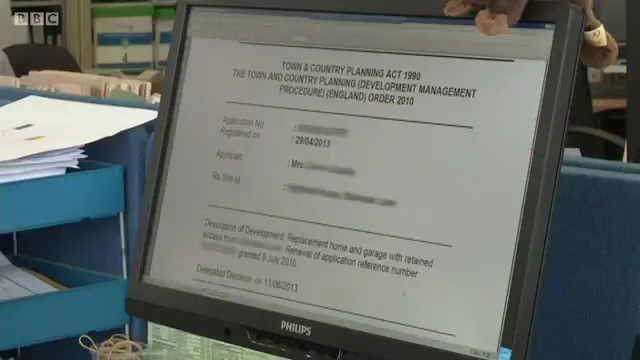 BBC
TOWN & COUNTRY PLANNING ACT 1990
THE TOWN AND COUNTRY PLANNING (DEVELOPMENT MANAGEMENT
PROCEDURE) (ENGLAND) ORDER 2010
Application No :
Registered on : 29/04/2013
Applicant : Mrs
Re Site at :
Description of Development: Replacement home and garage with retained
access from Renewal of application reference number
granted 9 July 2010.
Delegated Decision: on 11/06/2013
PHILIPS